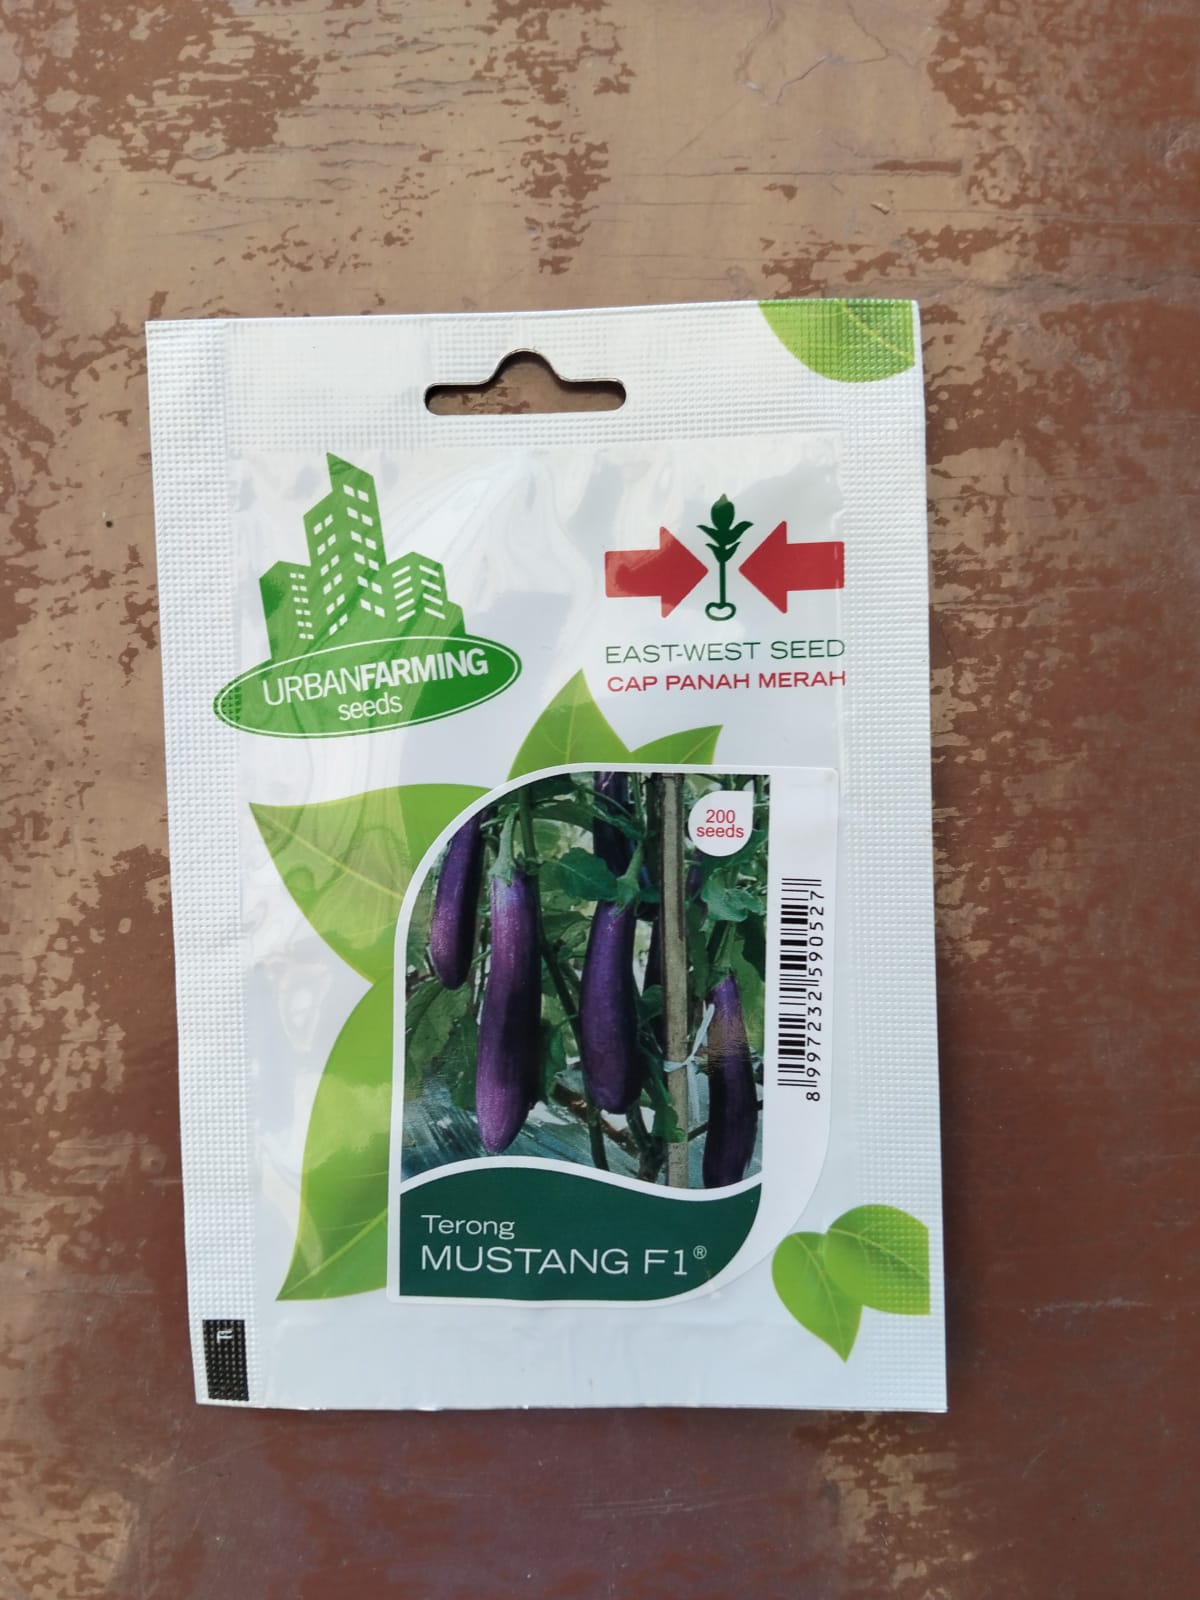 URBANFARMING
seeds
EAST-WEST SEED
CAP PANAH MERAH
200
seeds
8 997232 590527
Terong
MUSTANG F1®